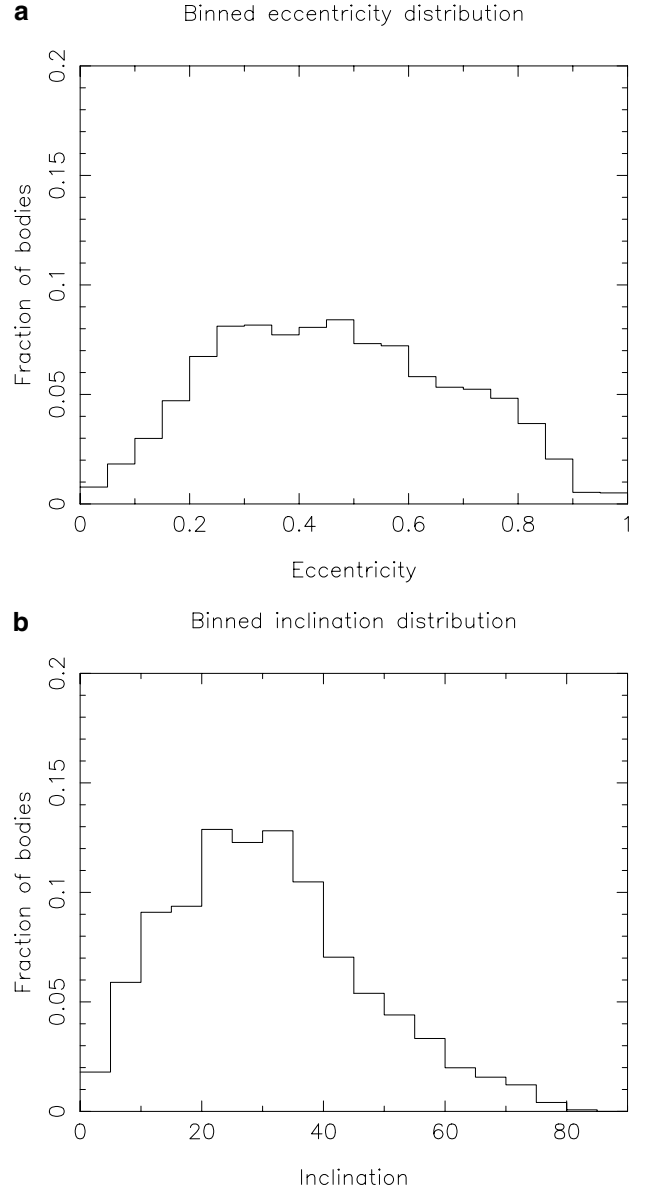 a
Binned eccentricity distribution
0.2
0.15
0.1
0.05
0
Fraction of bodies
0 0.2 0.4 0.6 0.8 1
Eccentricity
b
Binned inclination distribution
0.2
0.15
0.1
0.05
0
Fraction of bodies
0 20 40 60 80
Inclination